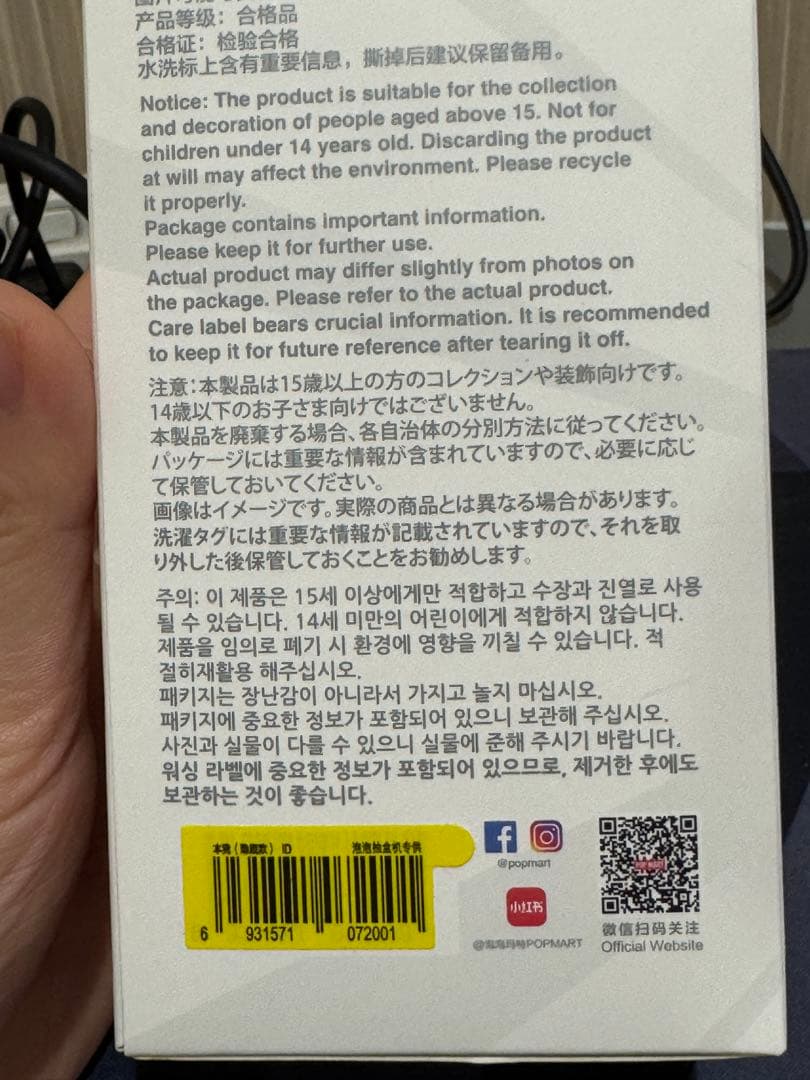 产品等级：合格品
合格证：检验合格
水洗标上含有重要信息，撕掉后建议保留备用。
Notice: The product is suitable for the collection
and decoration of people aged above 15. Not for
children under 14 years old. Discarding the product
at will may affect the environment. Please recycle
it properly.
Package contains important information.
Please keep it for further use.
Actual product may differ slightly from photos on
the package. Please refer to the actual product.
Care label bears crucial information. It is recommended
to keep it for future reference after tearing it off.
注意：本製品は15歳以上の方のコレクションや装飾向けです。
14歳以下のお子さま向けではございません。
本製品を廃棄する場合、各自治体の分別方法に従ってください。
パッケージには重要な情報が含まれていますので、必要に応じ
て保管しておいてください。
画像はイメージです。実際の商品とは異なる場合があります。
洗濯タグには重要な情報が記載されていますので、それを取
り外した後保管しておくことをお勧めします。
주의: 이 제품은 15세 이상에게만 적합하고 수장과 진열로 사용
될 수 있습니다. 14세 미만의 어린이에게 적합하지 않습니다.
제품을 임의로 폐기 시 환경에 영향을 끼칠 수 있습니다. 적
절히재활용 해주십시오.
패키지는 장난감이 아니라서 가지고 놀지 마십시오.
패키지에 중요한 정보가 포함되어 있으니 보관해 주십시오.
사진과 실물이 다를 수 있으니 실물에 준해 주시기 바랍니다.
워싱 라벨에 중요한 정보가 포함되어 있으므로, 제거한 후에도
보관하는 것이 좋습니다.
ID
6 931571 072001
@popmart
小红书
@泡泡玛特POPMART
POP MART
微信扫码关注
Official Website